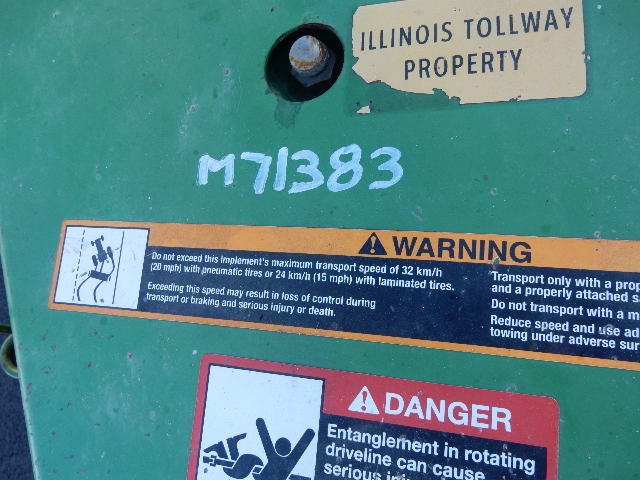 ILLINOIS TOLLWAY
PROPERTY
M71383
WARNING
Do not exceed this implement's maximum transport speed of 32 km/h
(20 mph) with pneumatic tires or 24 km/h (15 mph) with laminated tires.
Exceeding this speed may result in loss of control during
transport or braking and serious injury or death.
Transport only with a
and a properly attached
Do not transport with a
Reduce speed and use
towing under adverse
DANGER
Entanglement in rotating
driveline can cause
serious